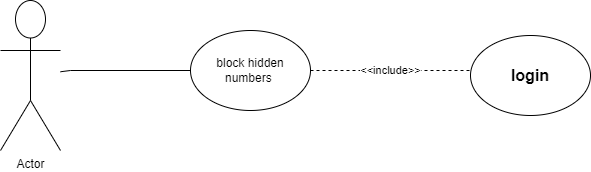 block hidden
numbers
<<include>>
login
Actor